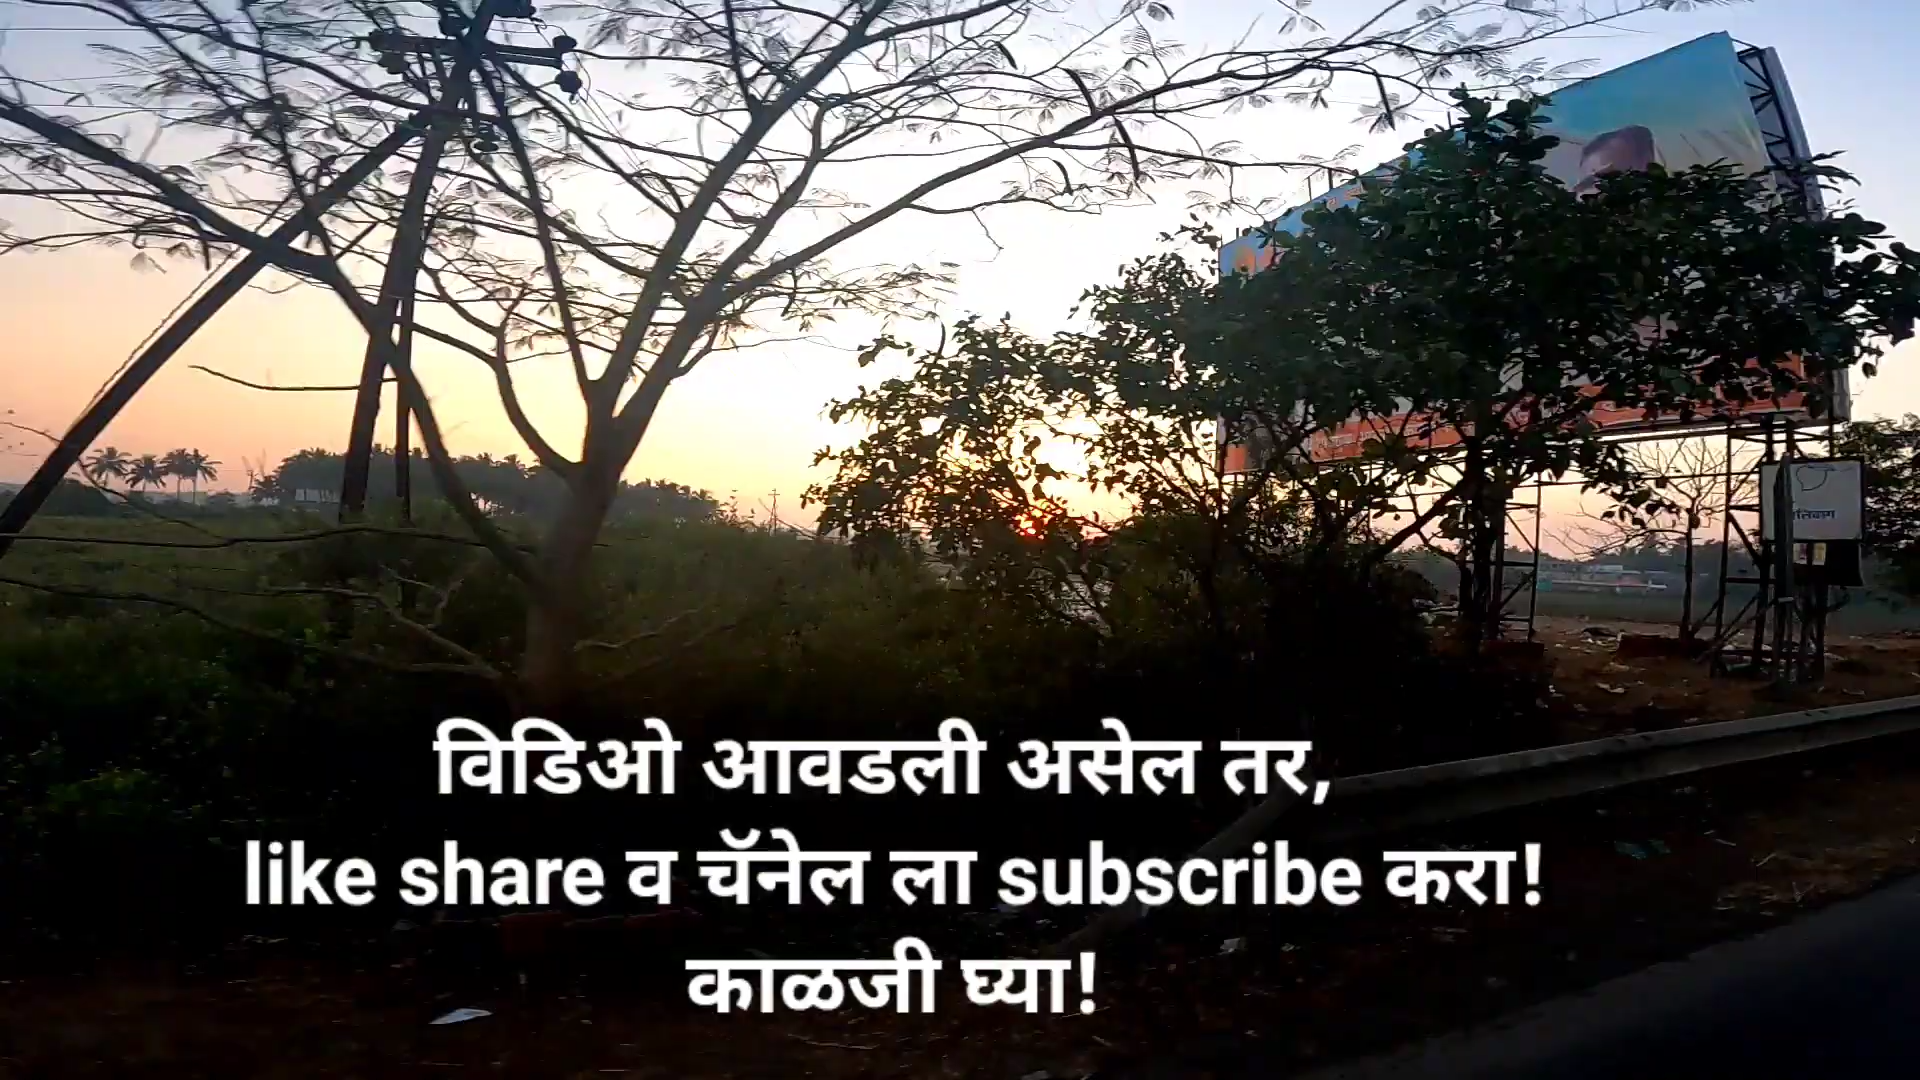 विडिओ आवडली असेल तर,
like share व चॅनेल ला subscribe करा!
काळजी घ्या!